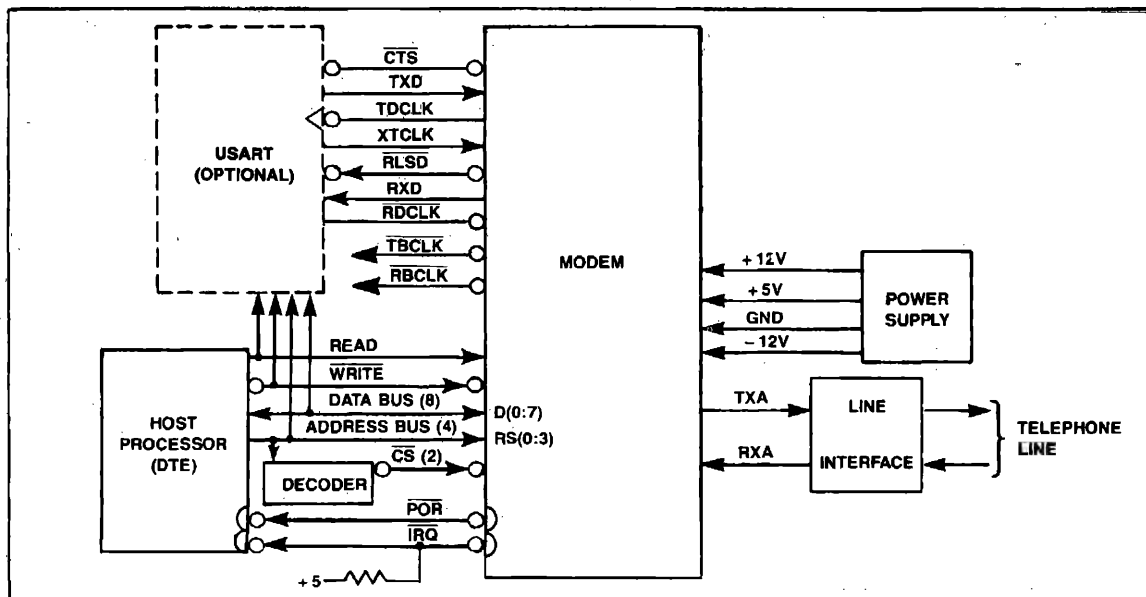 USART
(OPTIONAL)
CTS
TXD
TDCLK
XTCLK
RLSD
RXD
RDCLK
TBCLK
RBCLK
MODEM
+12V
+5V
GND
-12V
POWER
SUPPLY
HOST
PROCESSOR
(DTE)
READ
WRITE
DATA BUS (8)
D(0:7)
ADDRESS BUS (4)
RS(0:3)
CS (2)
DECODER
POR
IRQ
+5
TXA
RXA
LINE
INTERFACE
TELEPHONE
LINE